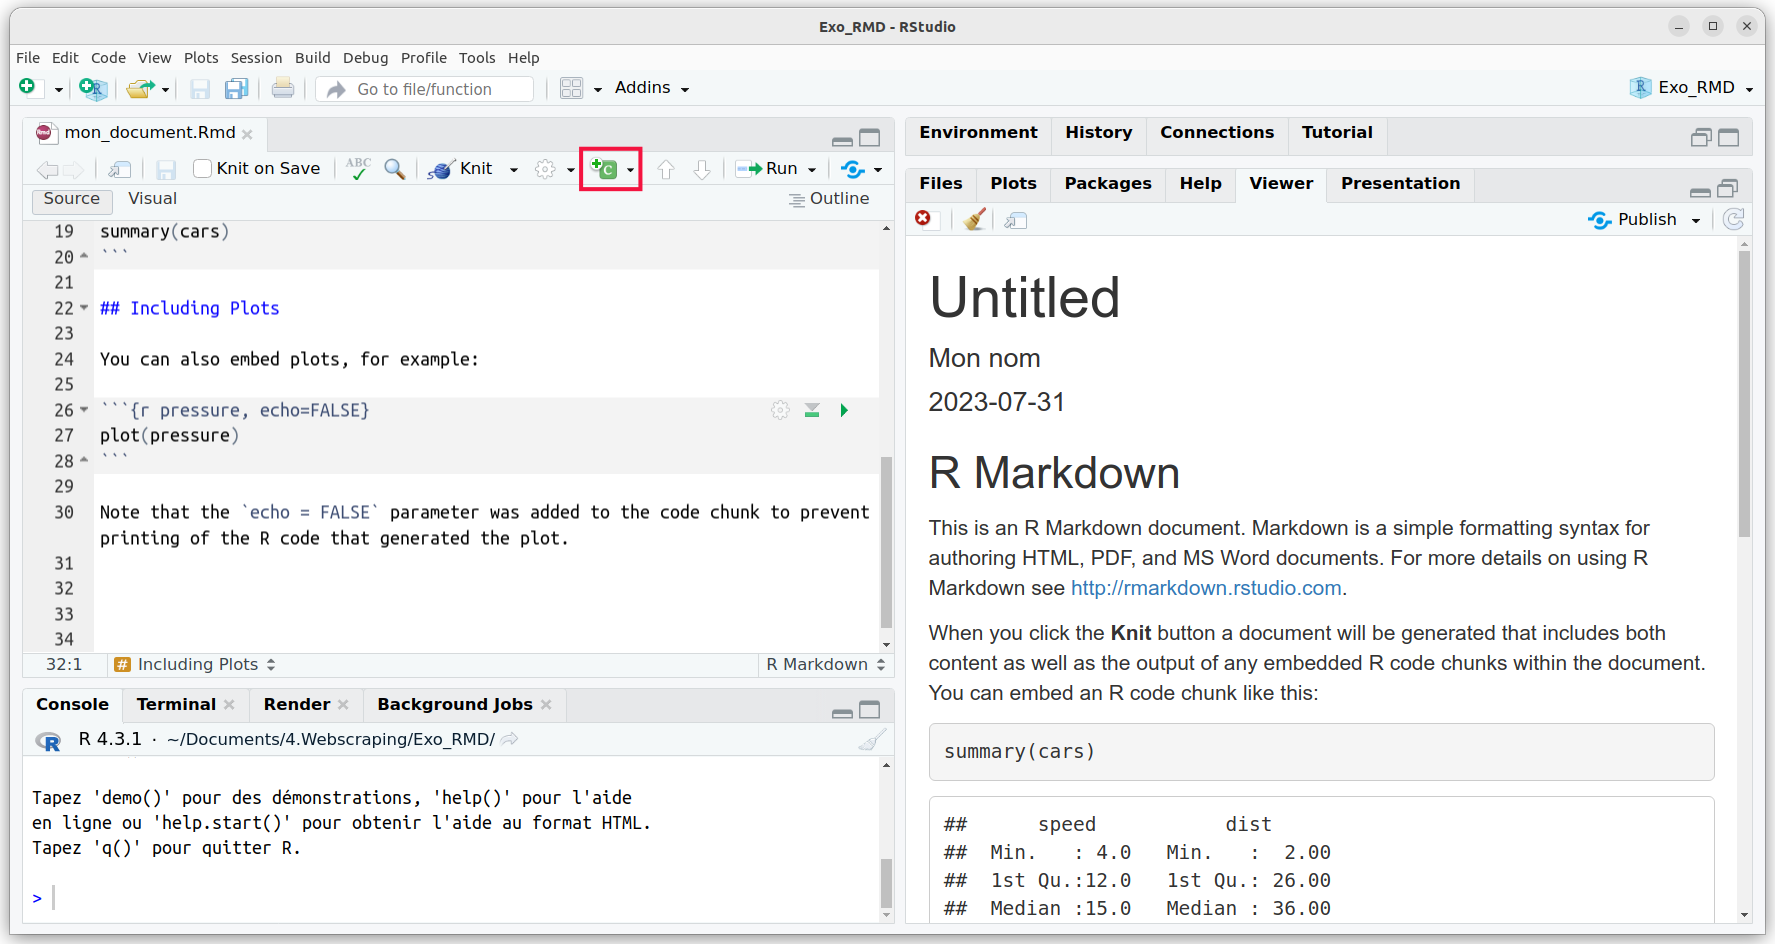 Exo_RMD - RStudio
File Edit Code View Plots Session Build Debug Profile Tools Help
Go to file/function Addins Exo_RMD
mon_document.Rmd
Knit on Save ABC Knit C Run
Source Visual Outline
19 summary(cars)
20 ```
21
22 ## Including Plots
23
24 You can also embed plots, for example:
25
26 ```{r pressure, echo=FALSE}
27 plot(pressure)
28 ```
29
30 Note that the `echo = FALSE` parameter was added to the code chunk to prevent
printing of the R code that generated the plot.
31
32
33
34
32:1 # Including Plots R Markdown
Console Terminal Render Background Jobs
R 4.3.1 · ~/Documents/4.Webscraping/Exo_RMD/
Tapez 'demo()' pour des démonstrations, 'help()' pour l'aide
en ligne ou 'help.start()' pour obtenir l'aide au format HTML.
Tapez 'q()' pour quitter R.
>
Environment History Connections Tutorial
Files Plots Packages Help Viewer Presentation
Publish
Untitled
Mon nom
2023-07-31
R Markdown
This is an R Markdown document. Markdown is a simple formatting syntax for
authoring HTML, PDF, and MS Word documents. For more details on using R
Markdown see http://rmarkdown.rstudio.com.
When you click the Knit button a document will be generated that includes both
content as well as the output of any embedded R code chunks within the document.
You can embed an R code chunk like this:
summary(cars)
## speed dist
## Min. : 4.0 Min. : 2.00
## 1st Qu.:12.0 1st Qu.: 26.00
## Median :15.0 Median : 36.00